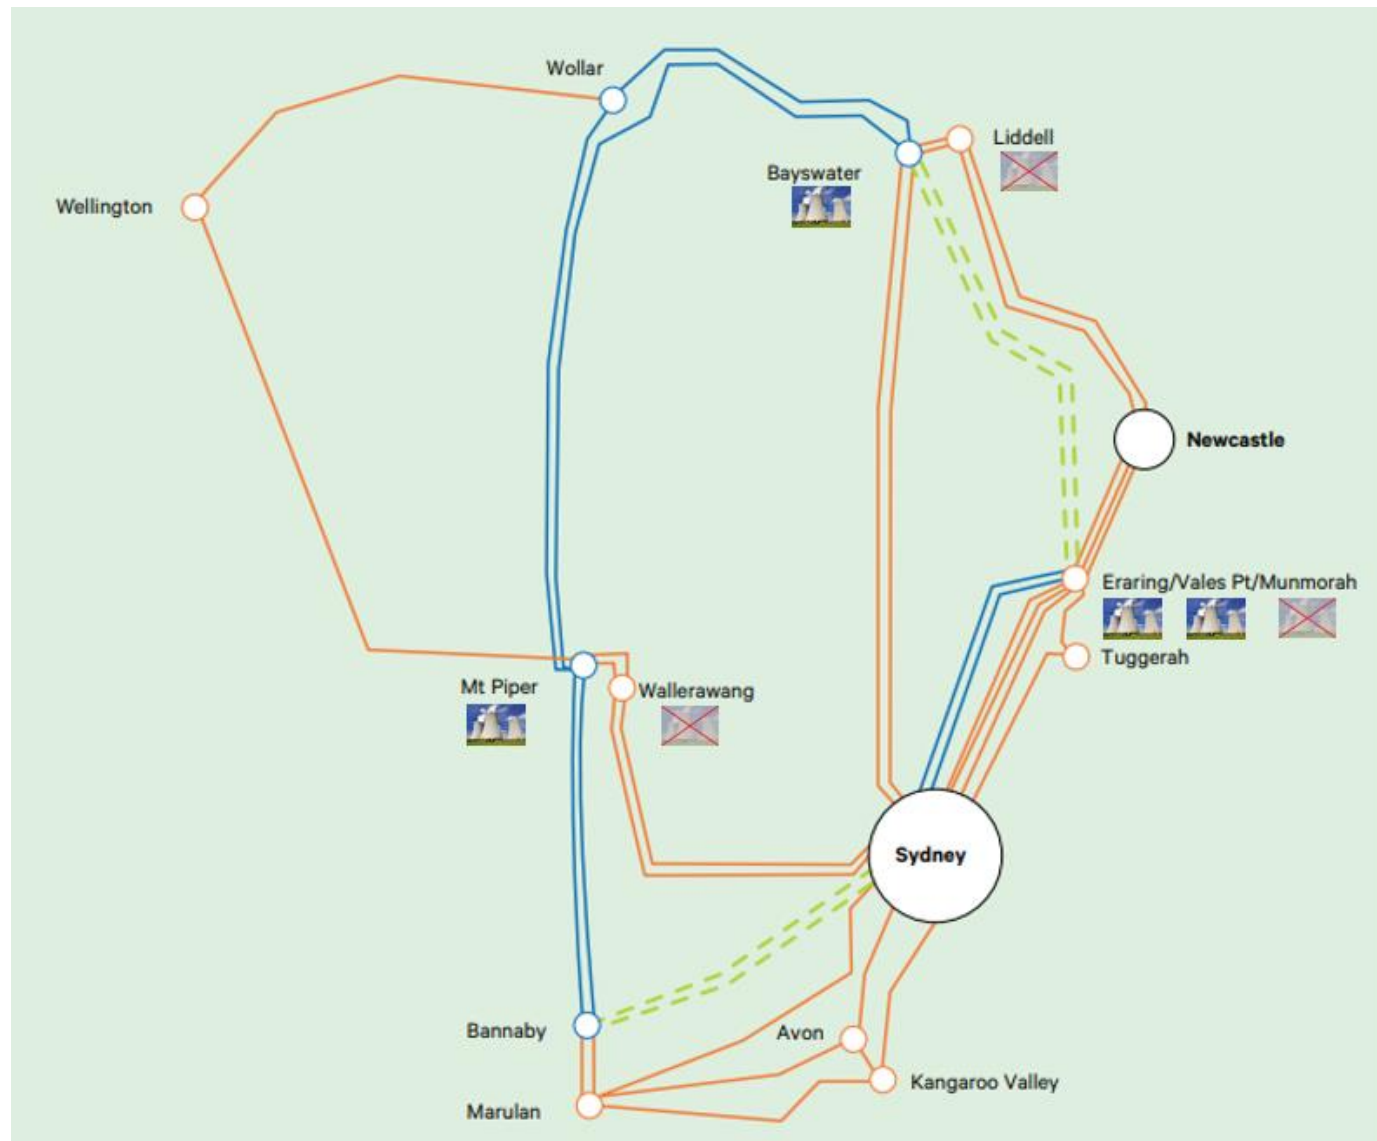 Wollar
Liddell
Bayswater
Wellington
Newcastle
Eraring/Vales Pt/Munmorah
Tuggerah
Mt Piper
Wallerawang
Sydney
Bannaby
Avon
Kangaroo Valley
Marulan